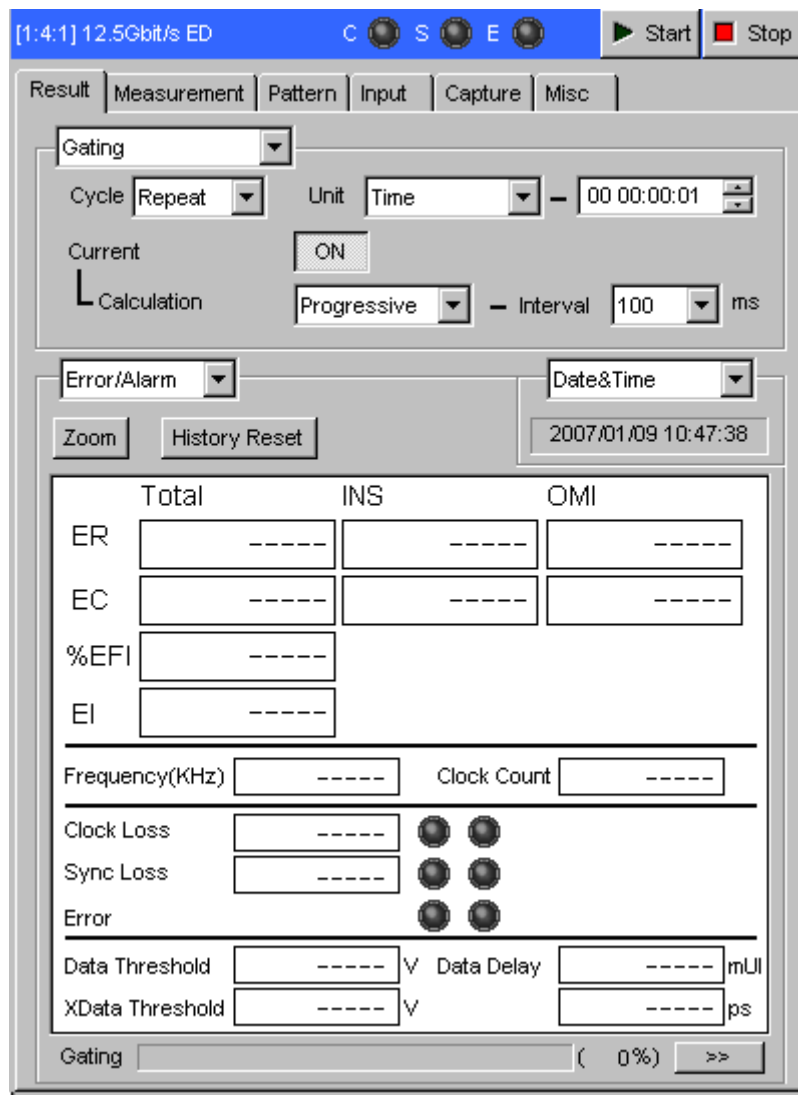 [1:4:1] 12.5Gbit/s ED C S E Start Stop
Result Measurement Pattern Input Capture Misc
Gating
Cycle Repeat Unit Time – 00 00:00:01
Current ON
Calculation Progressive – Interval 100 ms
Error/Alarm Date&Time
Zoom History Reset 2007/01/09 10:47:38
Total INS OMI
ER ----- ----- -----
EC ----- ----- -----
%EFI -----
EI -----
Frequency(KHz) ----- Clock Count -----
Clock Loss -----
Sync Loss -----
Error
Data Threshold ----- V Data Delay ----- mUI
XData Threshold ----- V ----- ps
Gating ( 0%) >>